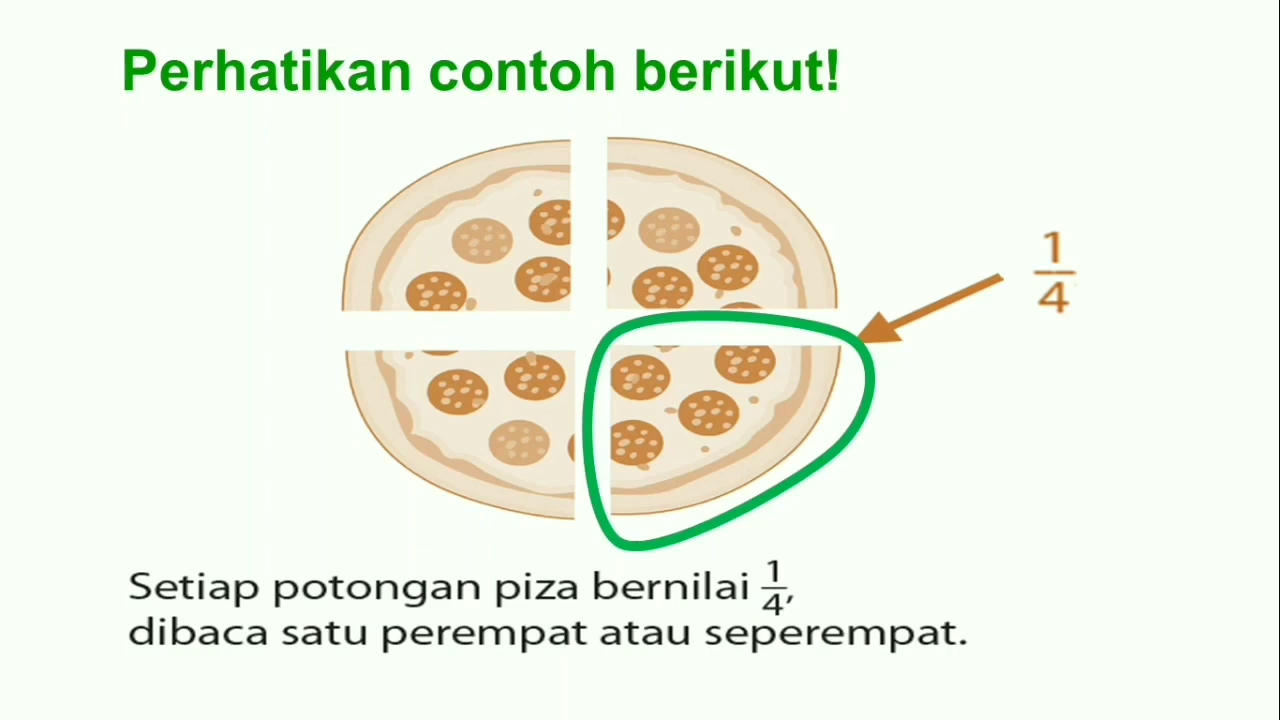 Perhatikan contoh berikut!
1/4
Setiap potongan piza bernilai 1/4,
dibaca satu perempat atau seperempat.